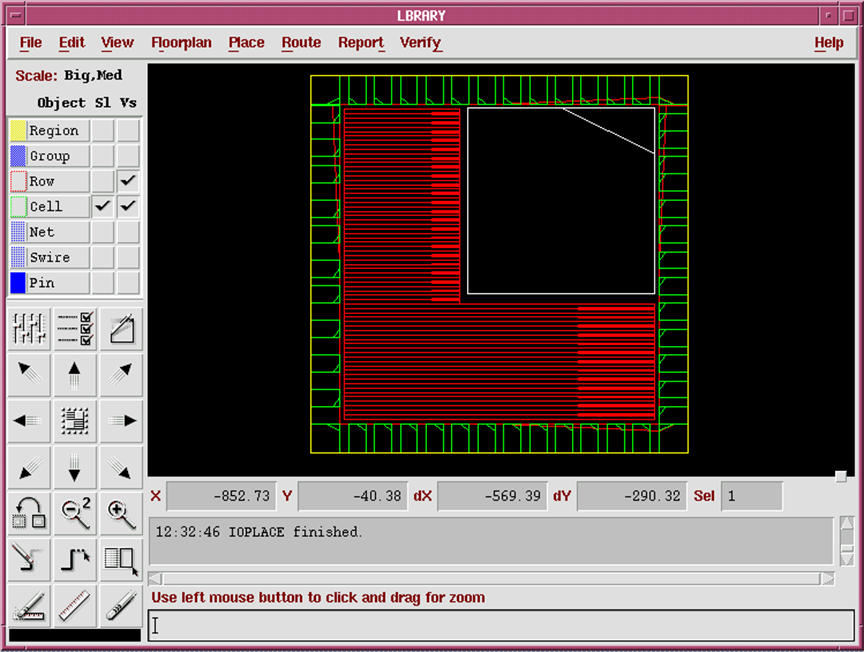 LBRARY
File Edit View Floorplan Place Route Report Verify Help
Scale: Big,Med
Object Sl Vs
Region
Group
Row
Cell
Net
Swire
Pin
2
X -852.73 Y -40.38 dX -569.39 dY -290.32 Sel 1
12:32:46 IOPLACE finished.
Use left mouse button to click and drag for zoom